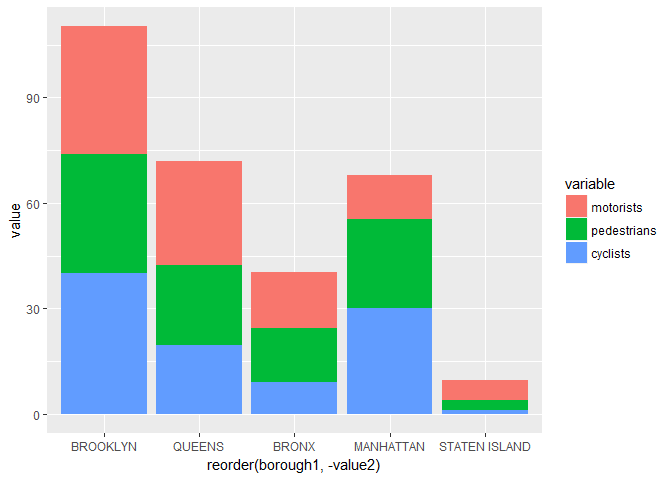 90
60
30
0
value
BROOKLYN QUEENS BRONX MANHATTAN STATEN ISLAND
reorder(borough1, -value2)
variable
motorists
pedestrians
cyclists